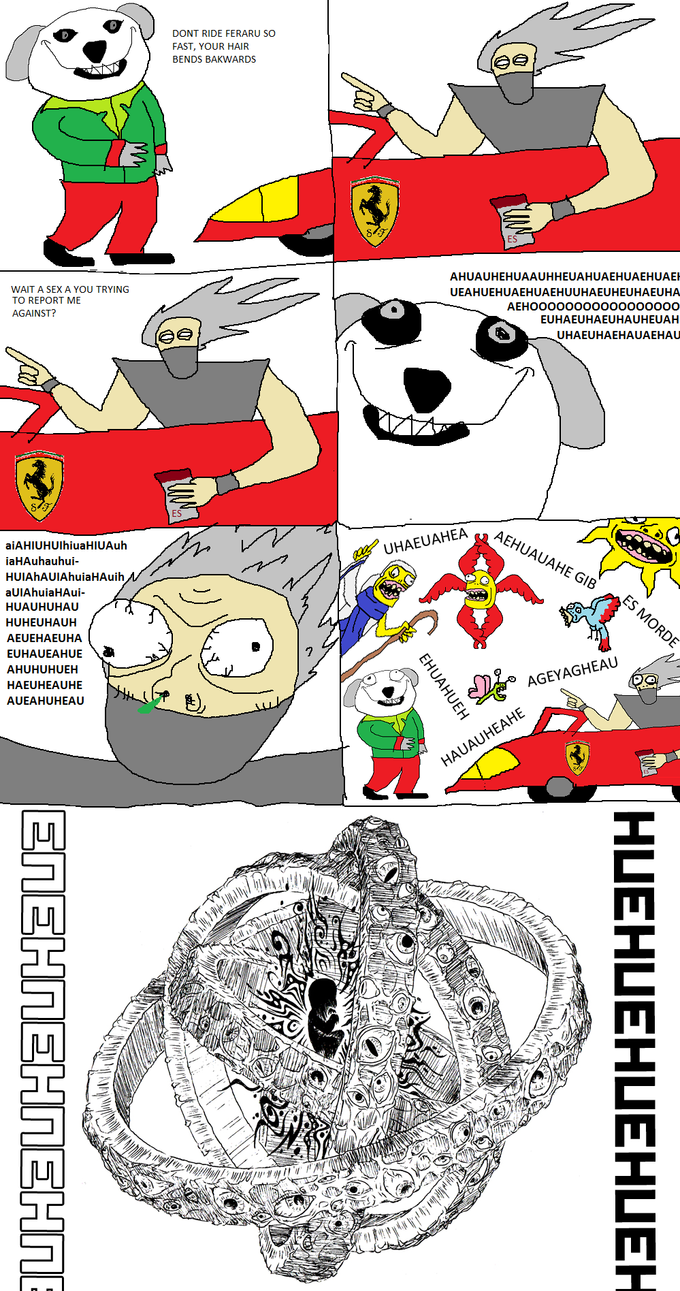 DONT RIDE FERARU SO
FAST, YOUR HAIR
BENDS BAKWARDS
S F
ES
WAIT A SEX A YOU TRYING
TO REPORT ME
AGAINST?
S F
ES
AHUAUHEHUAAUHHEUAHUAEHUAEHUAEH
UEAHUEHUAEHUAEHUUHAEUHEUHAEUHA
AEHOOOOOOOOOOOOOOOOO
EUHAEUHAEUHAUHEUAH
UHAEUHAEHAUAEHAU
aiAHIUHUIhiuaHIUAuh
iaHAuhauhui-
HUIAhAUIAhuiaHAuih
aUIAhuiaHAui-
HUAUHUHAU
HUHEUHAUH
AEUEHAEUHA
EUHAUEAHUE
AHUHUHUEH
HAEUHEAUHE
AUEAHUHEAU
UHAEUAHEA
AEHUAUAHE GIB
ES MORDE
EHUAHUEH
AGEYAGHEAU
HAUAUHEAHE
HUEHUEHUEHUE
HUEHUEHUEHUEH